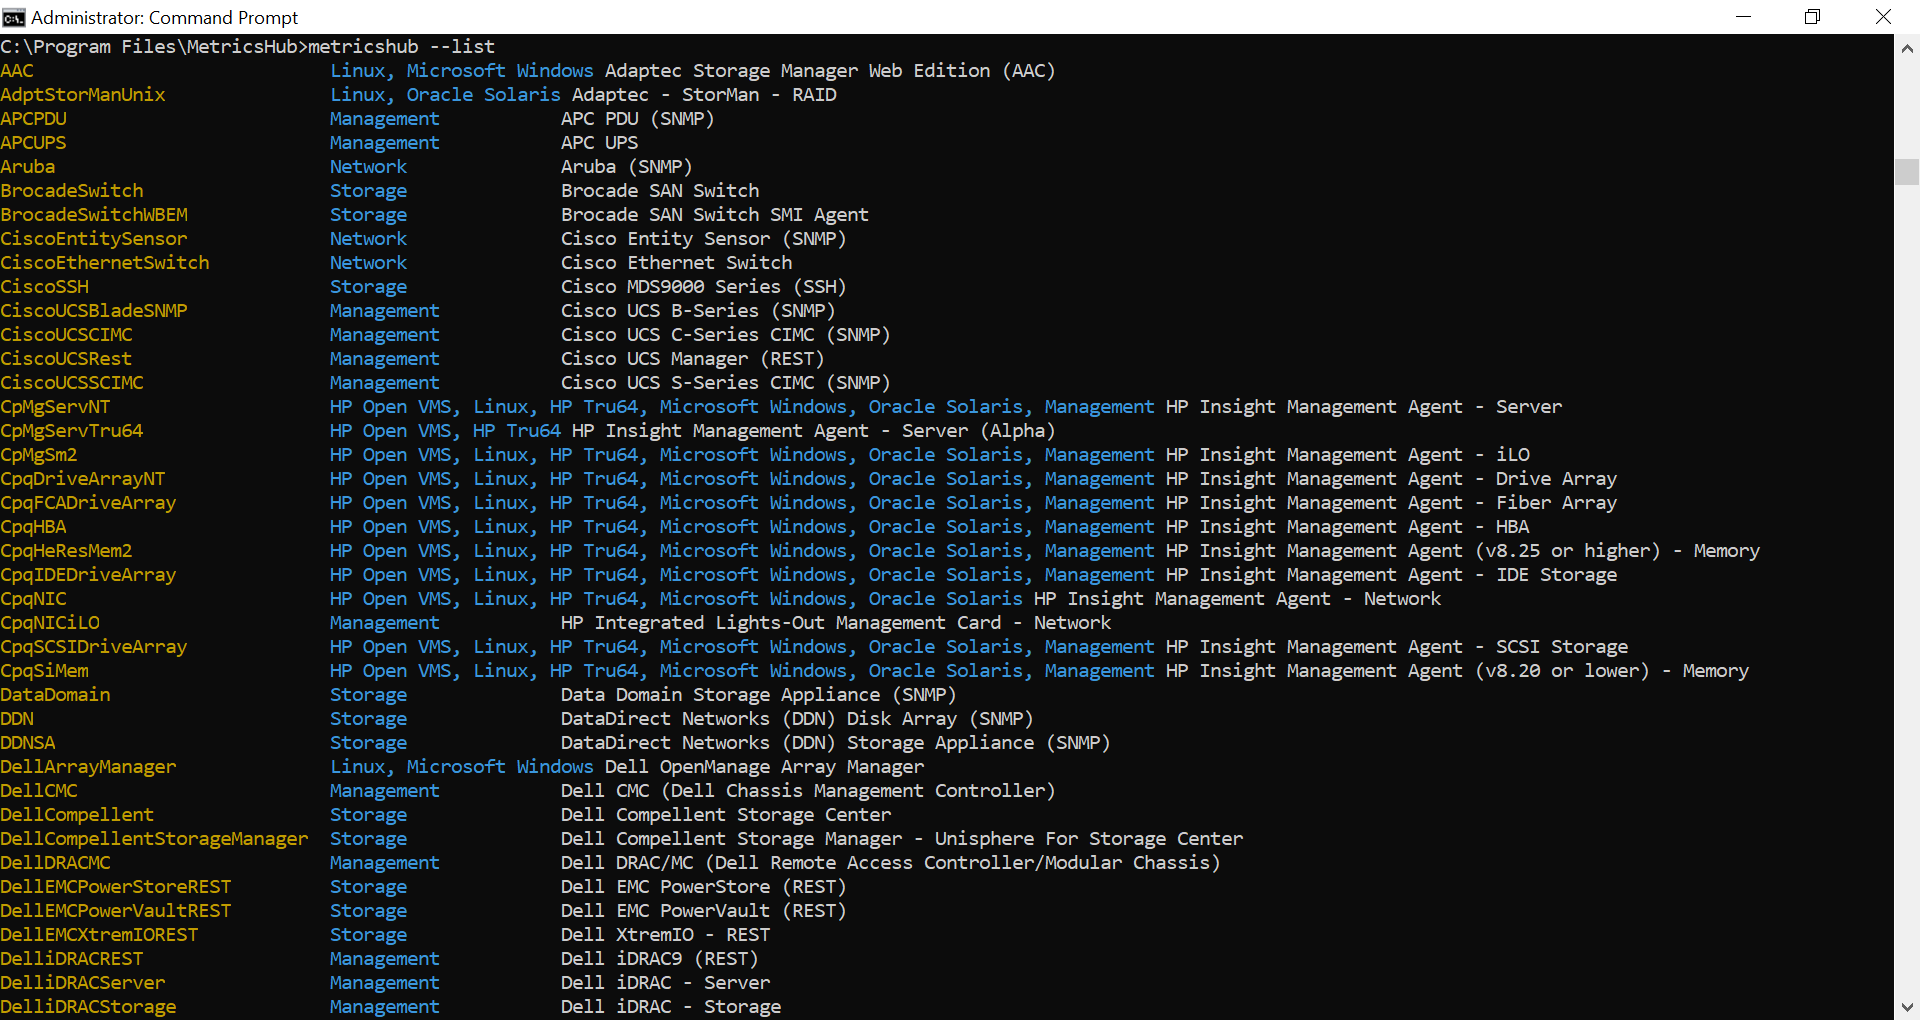 Administrator: Command Prompt
C:\Program Files\MetricsHub>metricshub --list
AAC Linux, Microsoft Windows Adaptec Storage Manager Web Edition (AAC)
AdptStorManUnix Linux, Oracle Solaris Adaptec - StorMan - RAID
APCPDU Management APC PDU (SNMP)
APCUPS Management APC UPS
Aruba Network Aruba (SNMP)
BrocadeSwitch Storage Brocade SAN Switch
BrocadeSwitchWBEM Storage Brocade SAN Switch SMI Agent
CiscoEntitySensor Network Cisco Entity Sensor (SNMP)
CiscoEthernetSwitch Network Cisco Ethernet Switch
CiscoSSH Storage Cisco MDS9000 Series (SSH)
CiscoUCSBladeSNMP Management Cisco UCS B-Series (SNMP)
CiscoUCSCIMC Management Cisco UCS C-Series CIMC (SNMP)
CiscoUCSRest Management Cisco UCS Manager (REST)
CiscoUCSSCIMC Management Cisco UCS S-Series CIMC (SNMP)
CpMgServNT HP Open VMS, Linux, HP Tru64, Microsoft Windows, Oracle Solaris, Management HP Insight Management Agent - Server
CpMgServTru64 HP Open VMS, HP Tru64 HP Insight Management Agent - Server (Alpha)
CpMgSm2 HP Open VMS, Linux, HP Tru64, Microsoft Windows, Oracle Solaris, Management HP Insight Management Agent - iLO
CpqDriveArrayNT HP Open VMS, Linux, HP Tru64, Microsoft Windows, Oracle Solaris, Management HP Insight Management Agent - Drive Array
CpqFCADriveArray HP Open VMS, Linux, HP Tru64, Microsoft Windows, Oracle Solaris, Management HP Insight Management Agent - Fiber Array
CpqHBA HP Open VMS, Linux, HP Tru64, Microsoft Windows, Oracle Solaris, Management HP Insight Management Agent - HBA
CpqHeResMem2 HP Open VMS, Linux, HP Tru64, Microsoft Windows, Oracle Solaris, Management HP Insight Management Agent (v8.25 or higher) - Memory
CpqIDEDriveArray HP Open VMS, Linux, HP Tru64, Microsoft Windows, Oracle Solaris, Management HP Insight Management Agent - IDE Storage
CpqNIC HP Open VMS, Linux, HP Tru64, Microsoft Windows, Oracle Solaris HP Insight Management Agent - Network
CpqNICiLO Management HP Integrated Lights-Out Management Card - Network
CpqSCSIDriveArray HP Open VMS, Linux, HP Tru64, Microsoft Windows, Oracle Solaris, Management HP Insight Management Agent - SCSI Storage
CpqSiMem HP Open VMS, Linux, HP Tru64, Microsoft Windows, Oracle Solaris, Management HP Insight Management Agent (v8.20 or lower) - Memory
DataDomain Storage Data Domain Storage Appliance (SNMP)
DDN Storage DataDirect Networks (DDN) Disk Array (SNMP)
DDNSA Storage DataDirect Networks (DDN) Storage Appliance (SNMP)
DellArrayManager Linux, Microsoft Windows Dell OpenManage Array Manager
DellCMC Management Dell CMC (Dell Chassis Management Controller)
DellCompellent Storage Dell Compellent Storage Center
DellCompellentStorageManager Storage Dell Compellent Storage Manager - Unisphere For Storage Center
DellDRACMC Management Dell DRAC/MC (Dell Remote Access Controller/Modular Chassis)
DellEMCPowerStoreREST Storage Dell EMC PowerStore (REST)
DellEMCPowerVaultREST Storage Dell EMC PowerVault (REST)
DellEMCXtremIOREST Storage Dell XtremIO - REST
DelliDRACREST Management Dell iDRAC9 (REST)
DelliDRACServer Management Dell iDRAC - Server
DelliDRACStorage Management Dell iDRAC - Storage